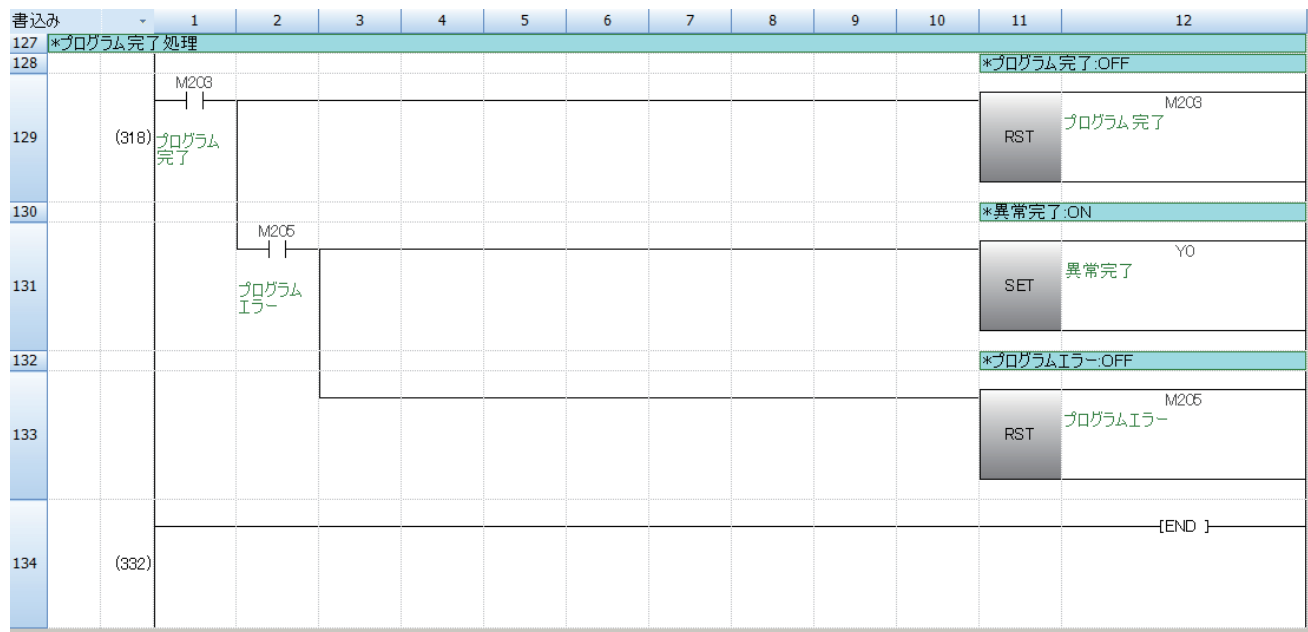 書込み 1 2 3 4 5 6 7 8 9 10 11 12
127 *プログラム完了処理
128 *プログラム完了:OFF
M203 M203
129 (318) プログラム完了 RST プログラム完了
130 *異常完了:ON
M205 Y0
131 プログラムエラー SET 異常完了
132 *プログラムエラー:OFF
M205
133 RST プログラムエラー
[END ]
134 (332)